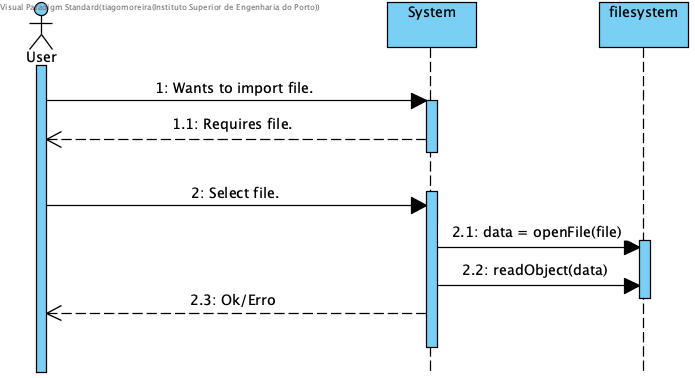 Visual Paradigm Standard(tiagomoreira(Instituto Superior de Engenharia do Porto))
System
filesystem
User
1: Wants to import file.
1.1: Requires file.
2: Select file.
2.1: data = openFile(file)
2.2: readObject(data)
2.3: Ok/Erro